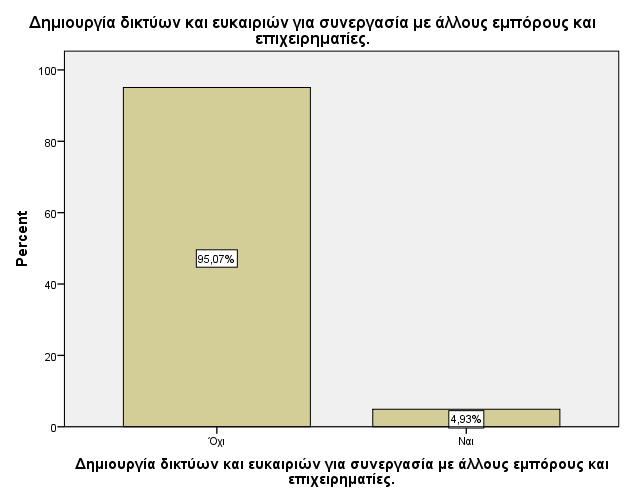 Δημιουργία δικτύων και ευκαιριών για συνεργασία με άλλους εμπόρους και
επιχειρηματίες.
100
80
60
40
20
0
Percent
95,07%
4,93%
Όχι
Ναι
Δημιουργία δικτύων και ευκαιριών για συνεργασία με άλλους εμπόρους και
επιχειρηματίες.